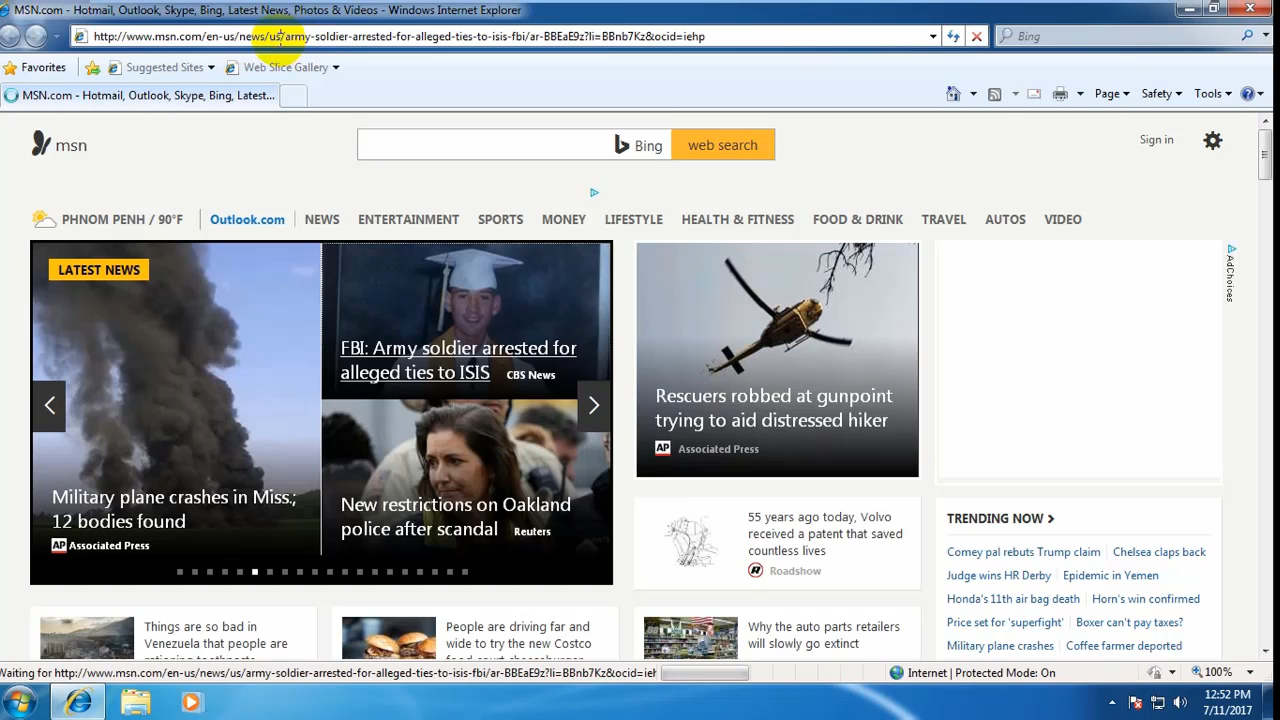 MSN.com - Hotmail, Outlook, Skype, Bing, Latest News, Photos & Videos - Windows Internet Explorer
http://www.msn.com/en-us/news/us/army-soldier-arrested-for-alleged-ties-to-isis-fbi/ar-BBEaE9z?li=BBnb7Kz&ocid=iehp
Bing
Favorites
Suggested Sites
Web Slice Gallery
MSN.com - Hotmail, Outlook, Skype, Bing, Latest...
Page
Safety
Tools
msn
Bing
web search
Sign in
PHNOM PENH / 90°F
Outlook.com
NEWS
ENTERTAINMENT
SPORTS
MONEY
LIFESTYLE
HEALTH & FITNESS
FOOD & DRINK
TRAVEL
AUTOS
VIDEO
LATEST NEWS
Military plane crashes in Miss.;
12 bodies found
AP Associated Press
FBI: Army soldier arrested for
alleged ties to ISIS CBS News
New restrictions on Oakland
police after scandal Reuters
Rescuers robbed at gunpoint
trying to aid distressed hiker
AP Associated Press
AdChoices
55 years ago today, Volvo
received a patent that saved
countless lives
Roadshow
TRENDING NOW
Comey pal rebuts Trump claim
Chelsea claps back
Judge wins HR Derby
Epidemic in Yemen
Honda's 11th air bag death
Horn's win confirmed
Price set for 'superfight'
Boxer can't pay taxes?
Military plane crashes
Coffee farmer deported
Things are so bad in
Venezuela that people are
People are driving far and
wide to try the new Costco
Why the auto parts retailers
will slowly go extinct
Waiting for http://www.msn.com/en-us/news/us/army-soldier-arrested-for-alleged-ties-to-isis-fbi/ar-BBEaE9z?li=BBnb7Kz&ocid=ieh
Internet | Protected Mode: On
100%
12:52 PM
7/11/2017